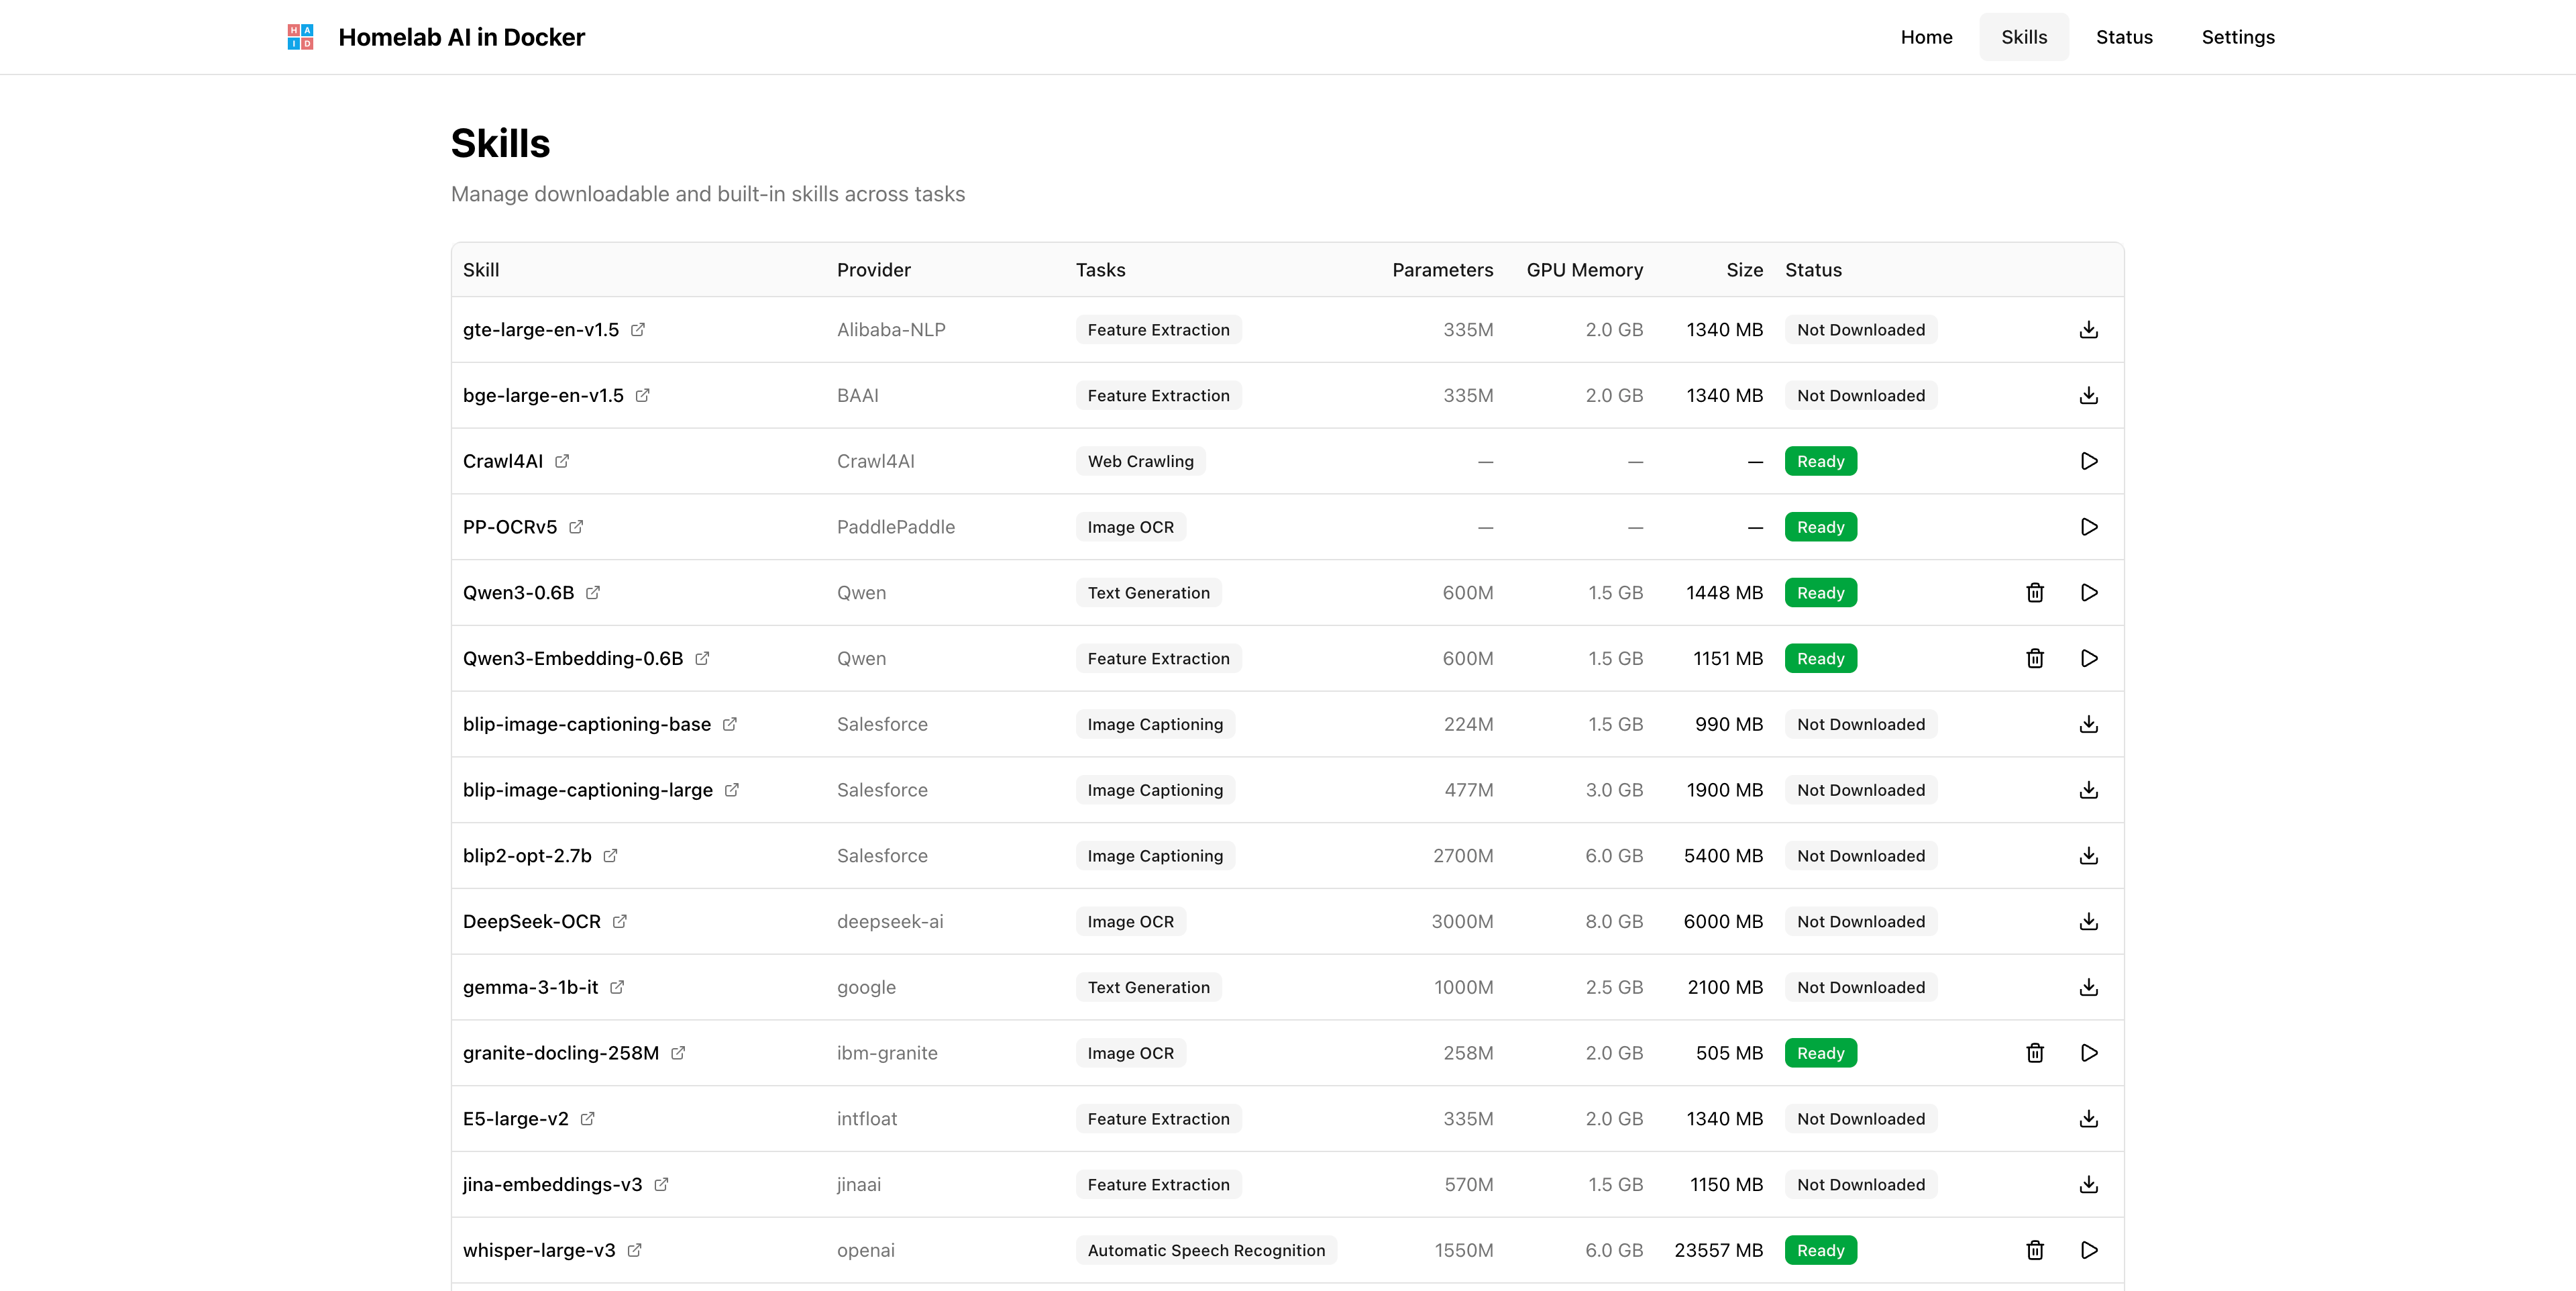 HAID Homelab AI in Docker Home Skills Status Settings
Skills
Manage downloadable and built-in skills across tasks
Skill Provider Tasks Parameters GPU Memory Size Status
gte-large-en-v1.5 Alibaba-NLP Feature Extraction 335M 2.0 GB 1340 MB Not Downloaded
bge-large-en-v1.5 BAAI Feature Extraction 335M 2.0 GB 1340 MB Not Downloaded
Crawl4AI Crawl4AI Web Crawling — — — Ready
PP-OCRv5 PaddlePaddle Image OCR — — — Ready
Qwen3-0.6B Qwen Text Generation 600M 1.5 GB 1448 MB Ready
Qwen3-Embedding-0.6B Qwen Feature Extraction 600M 1.5 GB 1151 MB Ready
blip-image-captioning-base Salesforce Image Captioning 224M 1.5 GB 990 MB Not Downloaded
blip-image-captioning-large Salesforce Image Captioning 477M 3.0 GB 1900 MB Not Downloaded
blip2-opt-2.7b Salesforce Image Captioning 2700M 6.0 GB 5400 MB Not Downloaded
DeepSeek-OCR deepseek-ai Image OCR 3000M 8.0 GB 6000 MB Not Downloaded
gemma-3-1b-it google Text Generation 1000M 2.5 GB 2100 MB Not Downloaded
granite-docling-258M ibm-granite Image OCR 258M 2.0 GB 505 MB Ready
E5-large-v2 intfloat Feature Extraction 335M 2.0 GB 1340 MB Not Downloaded
jina-embeddings-v3 jinaai Feature Extraction 570M 1.5 GB 1150 MB Not Downloaded
whisper-large-v3 openai Automatic Speech Recognition 1550M 6.0 GB 23557 MB Ready